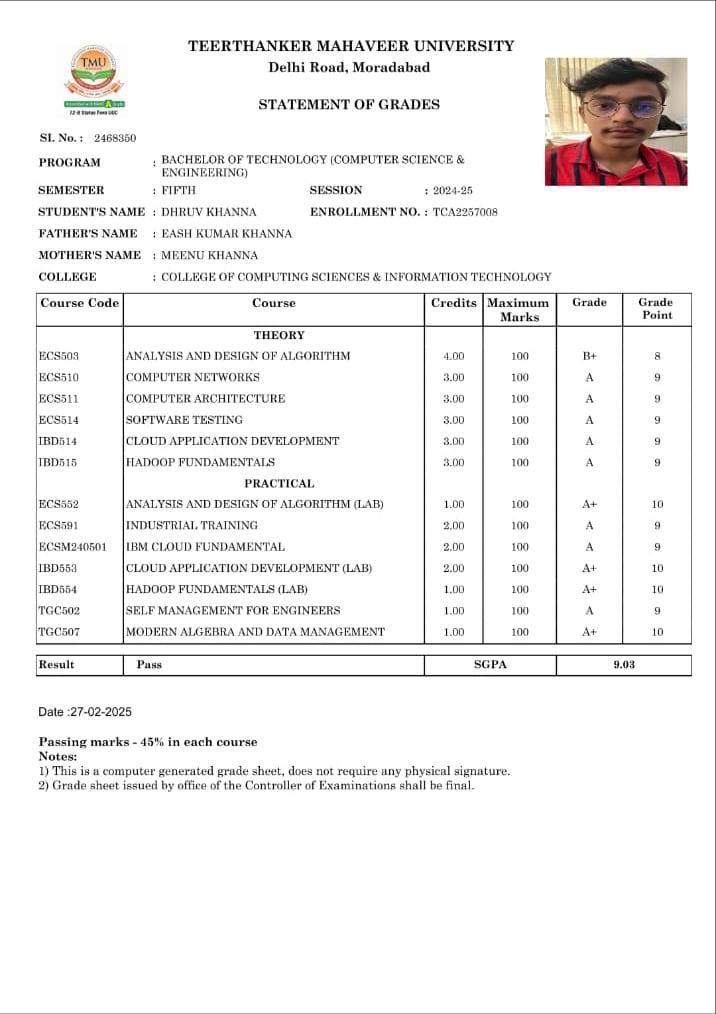 TEERTHANKER MAHAVEER UNIVERSITY
Delhi Road, Moradabad
STATEMENT OF GRADES
TMU
Accredited with NAAC A Grade
12-B Status from UGC
Sl. No. : 2468350
PROGRAM : BACHELOR OF TECHNOLOGY (COMPUTER SCIENCE &
ENGINEERING)
SEMESTER : FIFTH SESSION : 2024-25
STUDENT'S NAME : DHRUV KHANNA ENROLLMENT NO. : TCA2257008
FATHER'S NAME : EASH KUMAR KHANNA
MOTHER'S NAME : MEENU KHANNA
COLLEGE : COLLEGE OF COMPUTING SCIENCES & INFORMATION TECHNOLOGY
Course Code Course Credits Maximum Marks Grade Grade Point
THEORY
ECS503 ANALYSIS AND DESIGN OF ALGORITHM 4.00 100 B+ 8
ECS510 COMPUTER NETWORKS 3.00 100 A 9
ECS511 COMPUTER ARCHITECTURE 3.00 100 A 9
ECS514 SOFTWARE TESTING 3.00 100 A 9
IBD514 CLOUD APPLICATION DEVELOPMENT 3.00 100 A 9
IBD515 HADOOP FUNDAMENTALS 3.00 100 A 9
PRACTICAL
ECS552 ANALYSIS AND DESIGN OF ALGORITHM (LAB) 1.00 100 A+ 10
ECS591 INDUSTRIAL TRAINING 2.00 100 A 9
ECSM240501 IBM CLOUD FUNDAMENTAL 2.00 100 A 9
IBD553 CLOUD APPLICATION DEVELOPMENT (LAB) 2.00 100 A+ 10
IBD554 HADOOP FUNDAMENTALS (LAB) 1.00 100 A+ 10
TGC502 SELF MANAGEMENT FOR ENGINEERS 1.00 100 A 9
TGC507 MODERN ALGEBRA AND DATA MANAGEMENT 1.00 100 A+ 10
Result Pass SGPA 9.03
Date :27-02-2025
Passing marks - 45% in each course
Notes:
1) This is a computer generated grade sheet, does not require any physical signature.
2) Grade sheet issued by office of the Controller of Examinations shall be final.